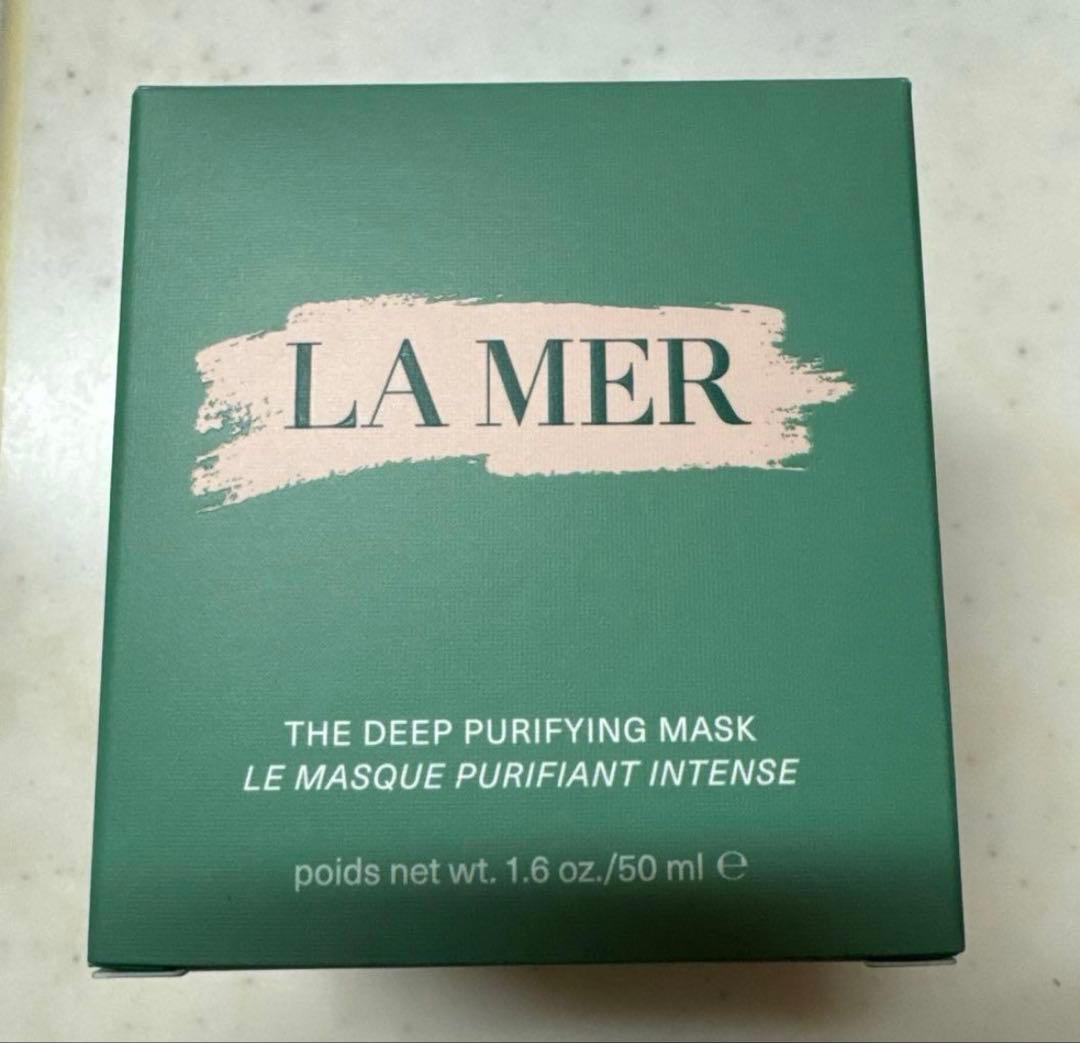 LA MER
THE DEEP PURIFYING MASK
LE MASQUE PURIFIANT INTENSE
poids net wt. 1.6 oz./50 ml ℮